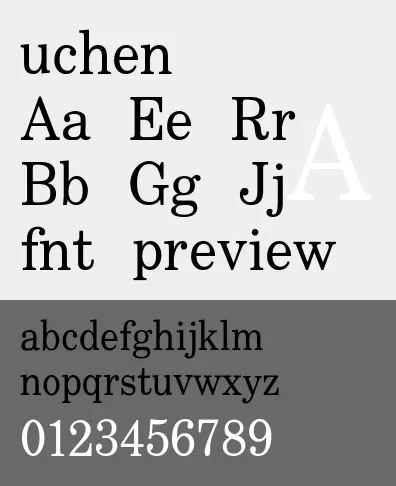 uchen
Aa Ee Rr
A
Bb Gg Jj
fnt preview
abcdefghijklm
nopqrstuvwxyz
0123456789